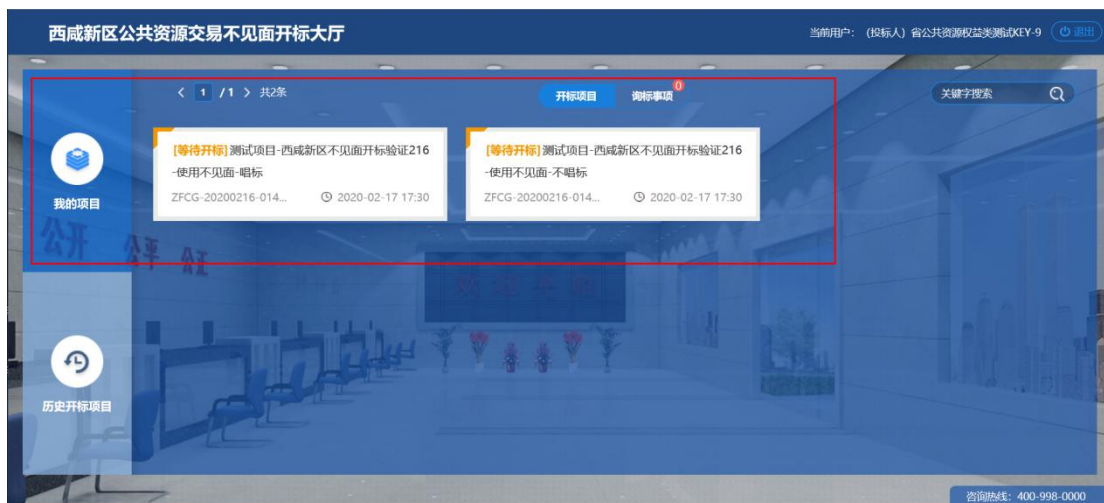 西咸新区公共资源交易不见面开标大厅
当前用户： (投标人) 省公共资源权益类测试KEY-9
退出
1 / 1 共2条
开标项目
询标事项
0
关键字搜索
[等待开标]测试项目-西咸新区不见面开标验证216
-使用不见面-唱标
ZFCG-20200216-014...
2020-02-17 17:30
[等待开标]测试项目-西咸新区不见面开标验证216
-使用不见面-不唱标
ZFCG-20200216-014...
2020-02-17 17:30
我的项目
公开 公平 公正
历史开标项目
咨询热线：400-998-0000